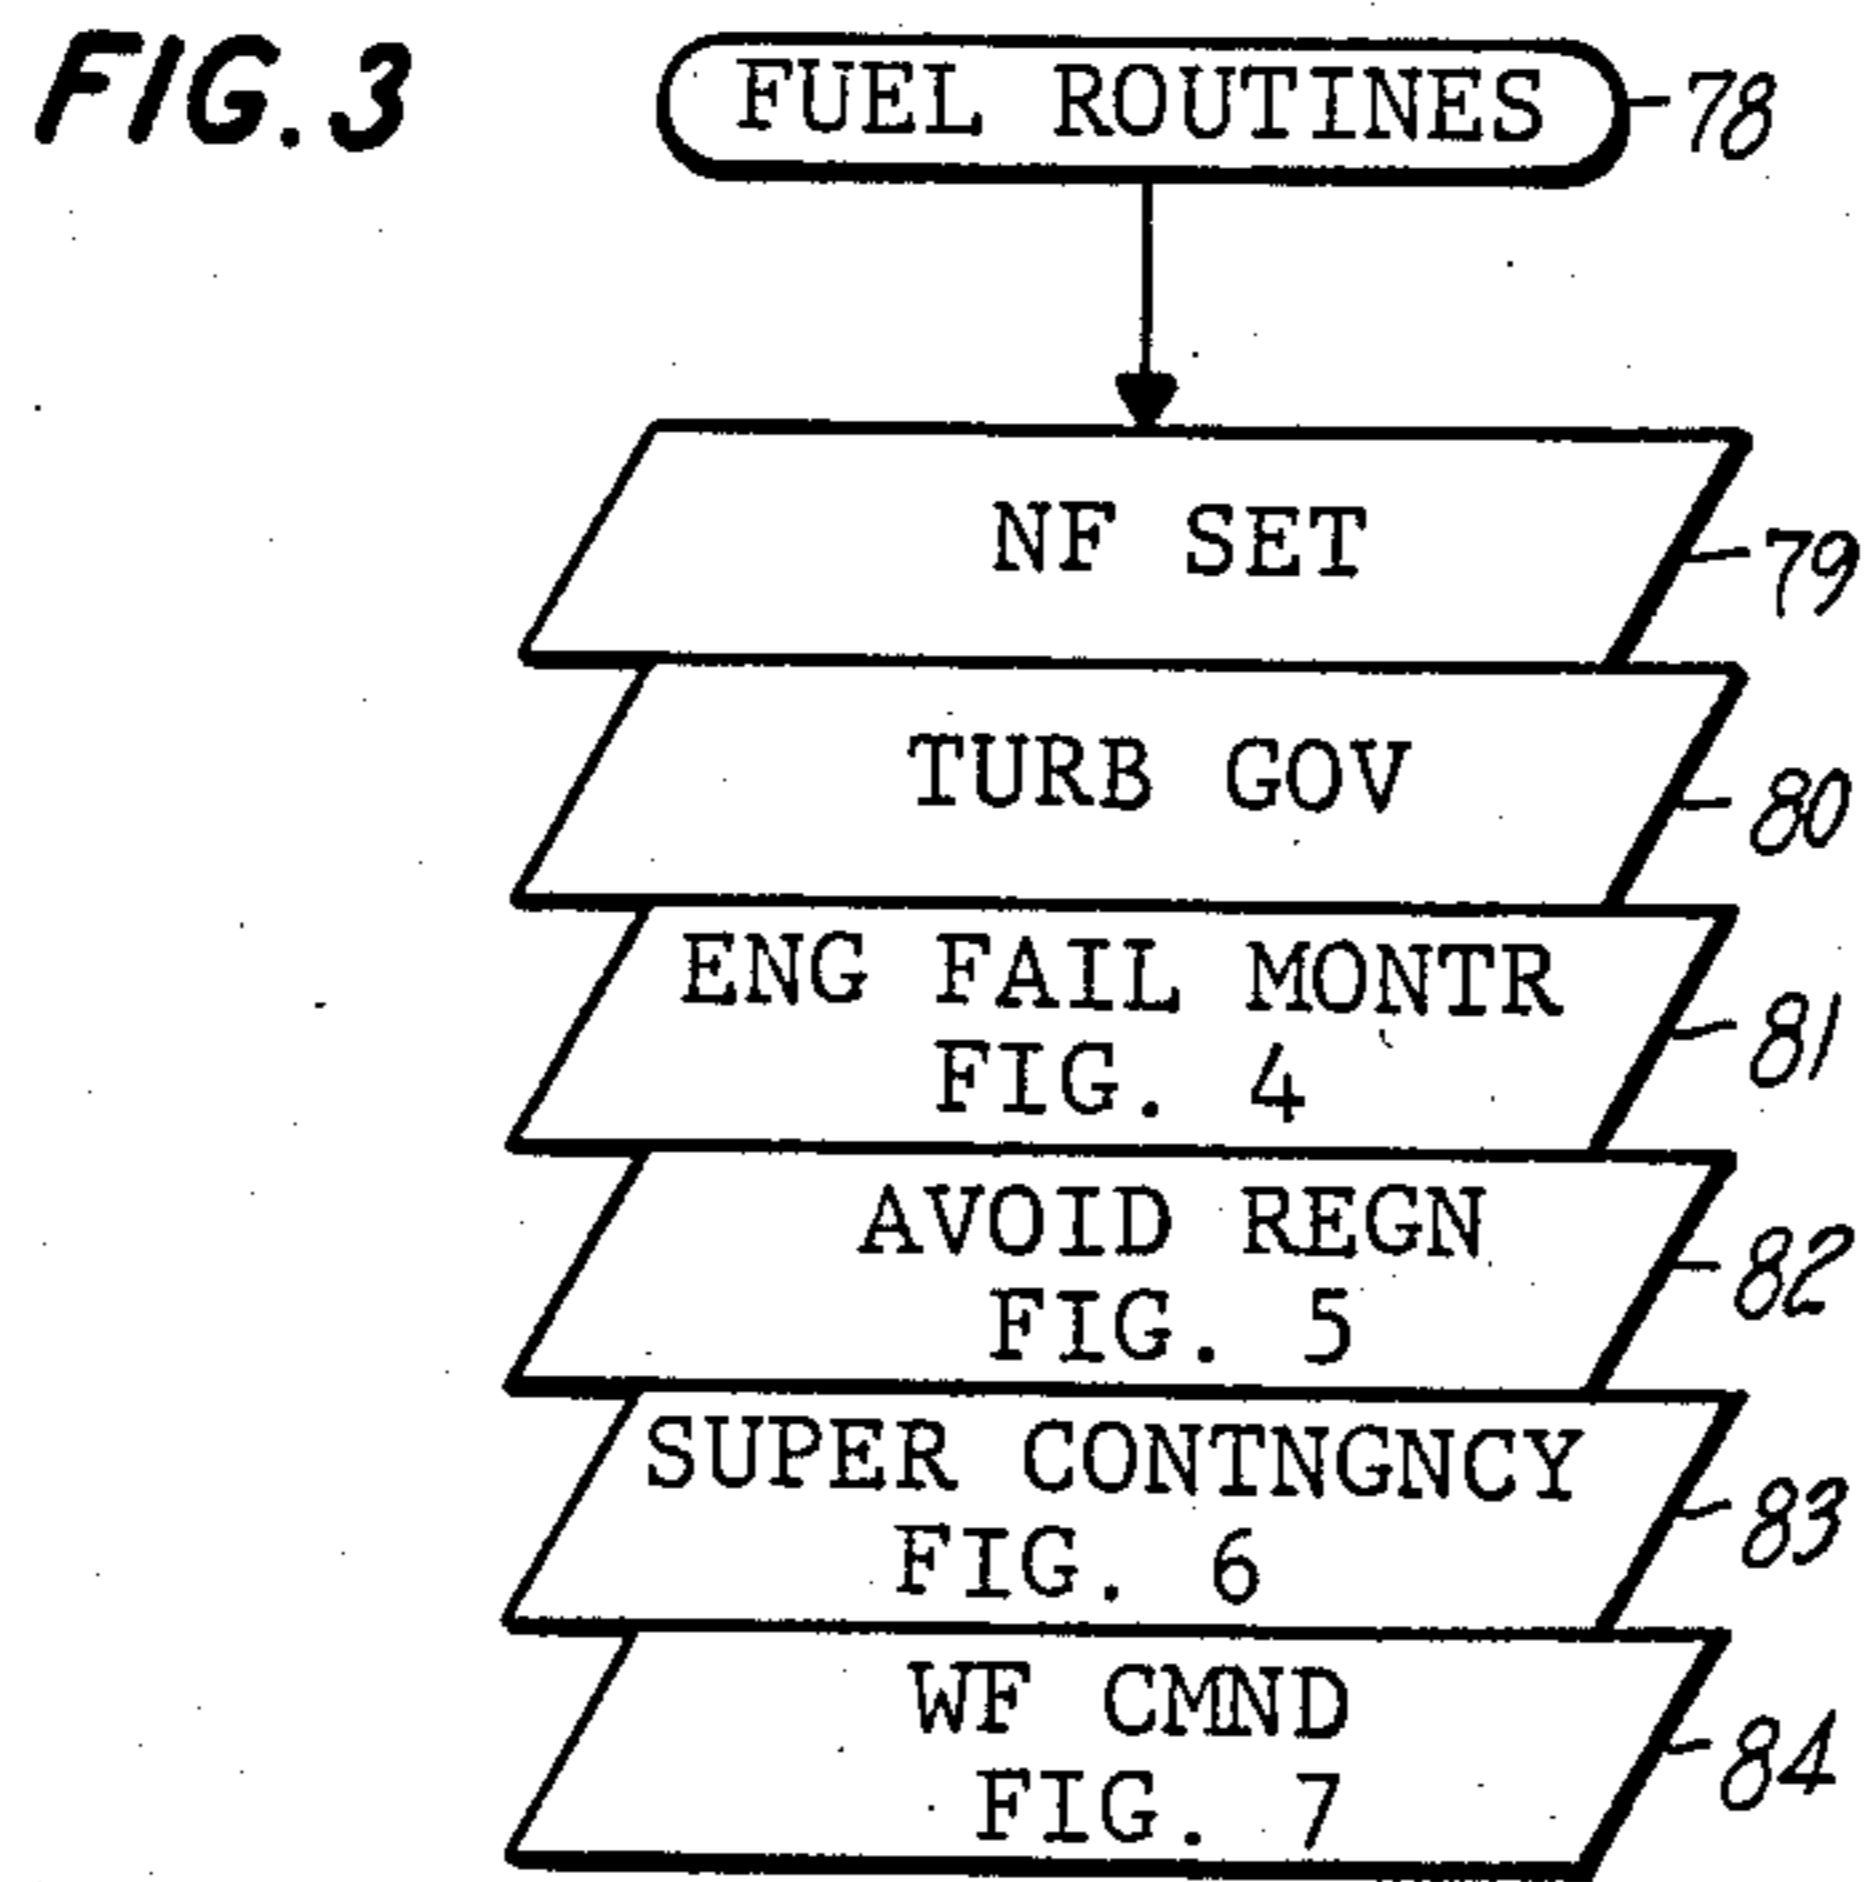 FIG. 3
FUEL ROUTINES 78
NF SET 79
TURB GOV 80
ENG FAIL MONTR
FIG. 4
81
AVOID REGN
FIG. 5
82
SUPER CONTNGNCY
FIG. 6
83
WF CMND
FIG. 7
84